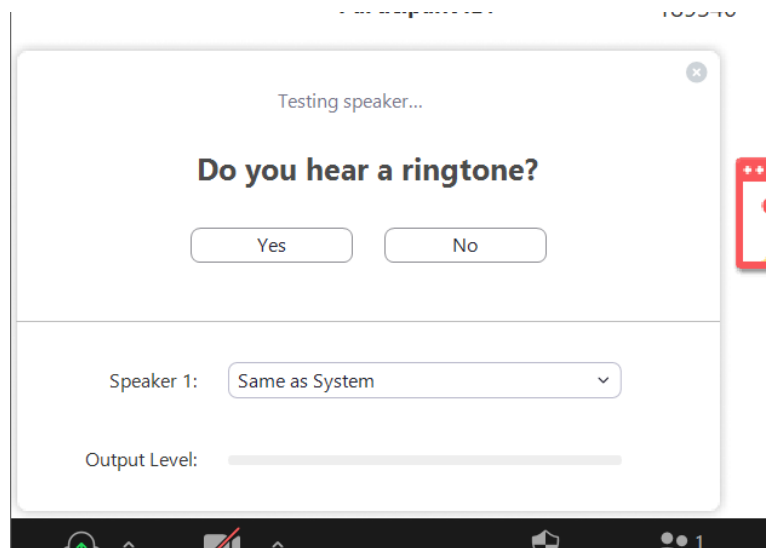 Testing speaker...
Do you hear a ringtone?
Yes
No
Speaker 1:
Same as System
Output Level:
1